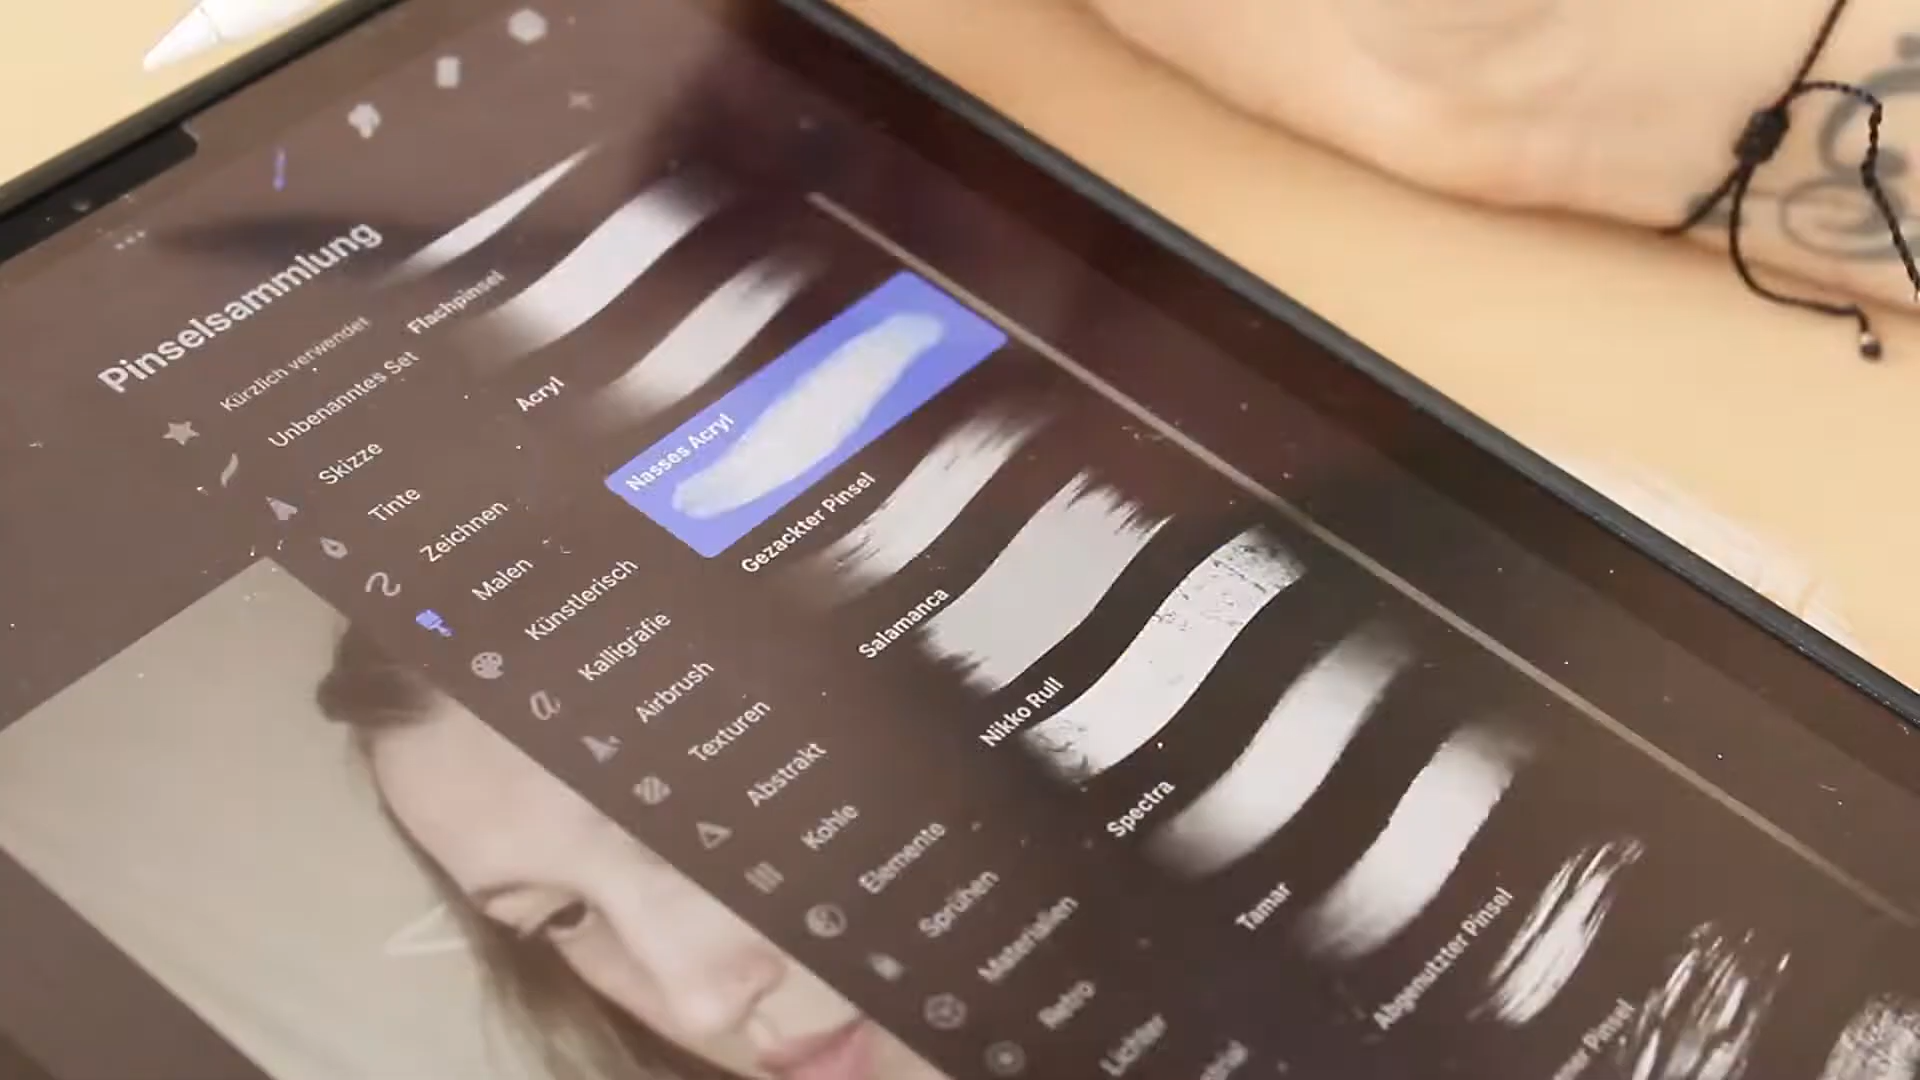 Pinselsammlung
Kürzlich verwendet
Unbenanntes Set
Skizze
Tinte
Zeichnen
Malen
Künstlerisch
Kalligrafie
Airbrush
Texturen
Abstrakt
Kohle
Elemente
Sprühen
Materialien
Retro
Lichter
Flachpinsel
Acryl
Nasses Acryl
Gezackter Pinsel
Salamanca
Nikko Rull
Spectra
Tamar
Abgenutzter Pinsel
Pinsel